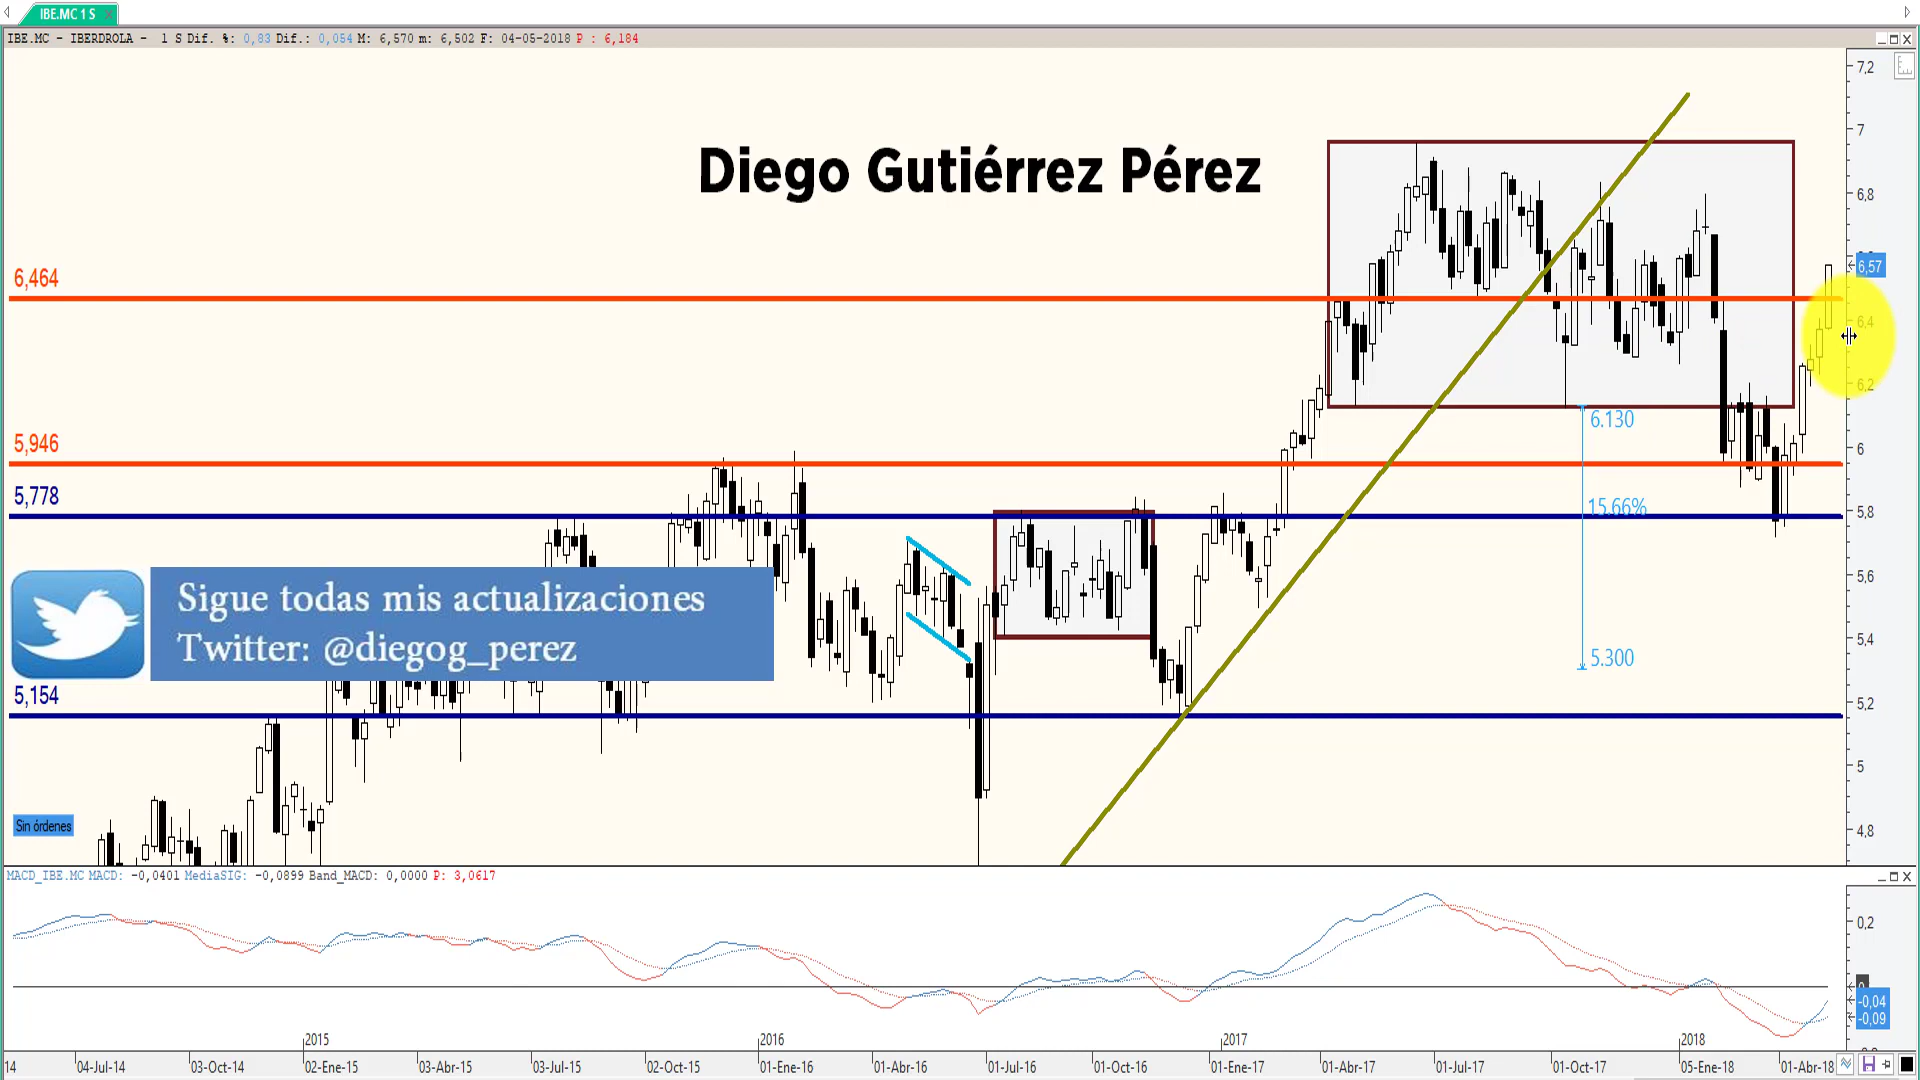 IBE.MC 1 S
IBE.MC - IBERDROLA - 1 S Dif. %: 0,83 Dif.: 0,054 M: 6,570 m: 6,502 F: 04-05-2018 P : 6,184
Diego Gutiérrez Pérez
7,2
7
6,8
6,57
6,4
6,2
6
5,8
5,6
5,4
5,2
5
4,8
6,464
5,946
5,778
5,154
6.130
15.66%
5.300
Sigue todas mis actualizaciones
Twitter: @diegog_perez
Sin órdenes
MACD_IBE.MC MACD: -0,0401 MediaSIG: -0,0899 Band_MACD: 0,0000 P: 3,0617
0,2
-0,04
-0,09
2015 2016 2017 2018
14 04-Jul-14 03-Oct-14 02-Ene-15 03-Abr-15 03-Jul-15 02-Oct-15 01-Ene-16 01-Abr-16 01-Jul-16 01-Oct-16 01-Ene-17 01-Abr-17 01-Jul-17 01-Oct-17 05-Ene-18 01-Abr-18